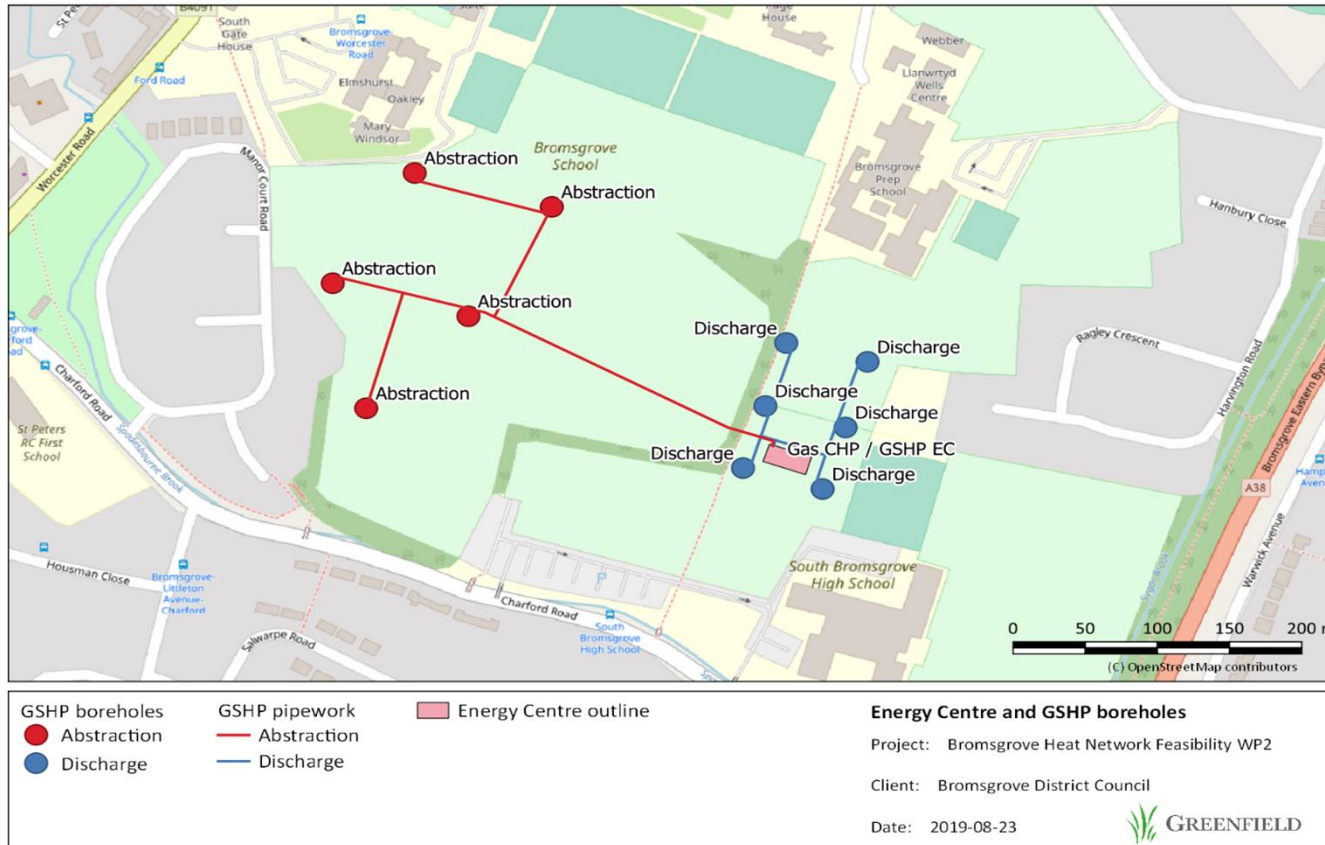 B4091
St Pe
South
Gate
House
Bromsgrove-
Worcester
Road
Page
House
Webber
Ford Road
Elmshurst
Oakley
Llanwrtyd
Wells
Centre
Mary
Windsor
Worcester Road
Manor Court Road
Abstraction
Bromsgrove
School
Abstraction
Bromsgrove
Prep
School
Hanbury Close
Abstraction
Abstraction
Discharge
Discharge
Ragley Crescent
Harvington Road
Bromsgrove Eastern Byp
Charford Road
Abstraction
Discharge
Discharge
St Peters
RC First
School
Spadesbourne Brook
Discharge
Gas CHP / GSHP EC
Discharge
A38
Hamp
Avenu
Housman Close
Bromsgrove-
Littleton
Avenue-
Charford
P
South Bromsgrove
High School
Warwick Avenue
Charford Road
Salwarpe Road
South
Bromsgrove
High School
0 50 100 150 200 m
(C) OpenStreetMap contributors
GSHP boreholes
Abstraction
Discharge
GSHP pipework
Abstraction
Discharge
Energy Centre outline
Energy Centre and GSHP boreholes
Project: Bromsgrove Heat Network Feasibility WP2
Client: Bromsgrove District Council
Date: 2019-08-23
GREENFIELD